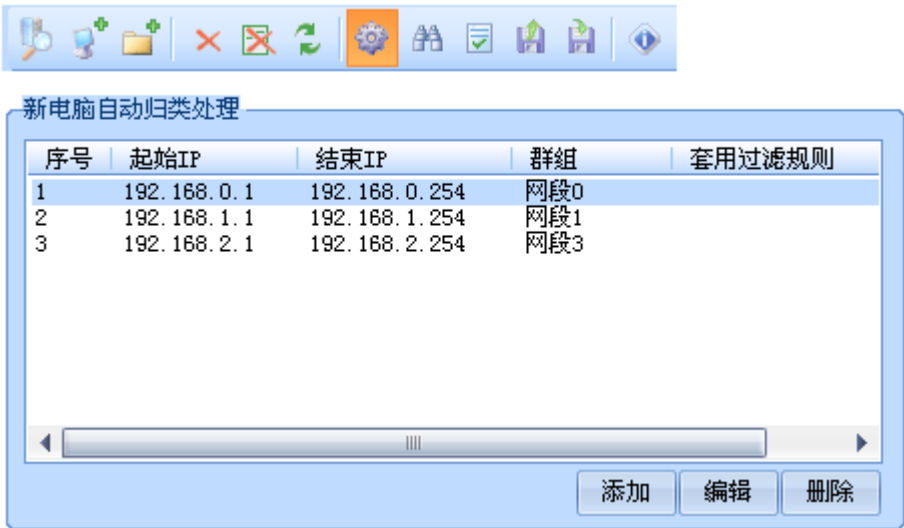 新电脑自动归类处理
序号 起始IP 结束IP 群组 套用过滤规则
1 192.168.0.1 192.168.0.254 网段0
2 192.168.1.1 192.168.1.254 网段1
3 192.168.2.1 192.168.2.254 网段3
添加 编辑 删除